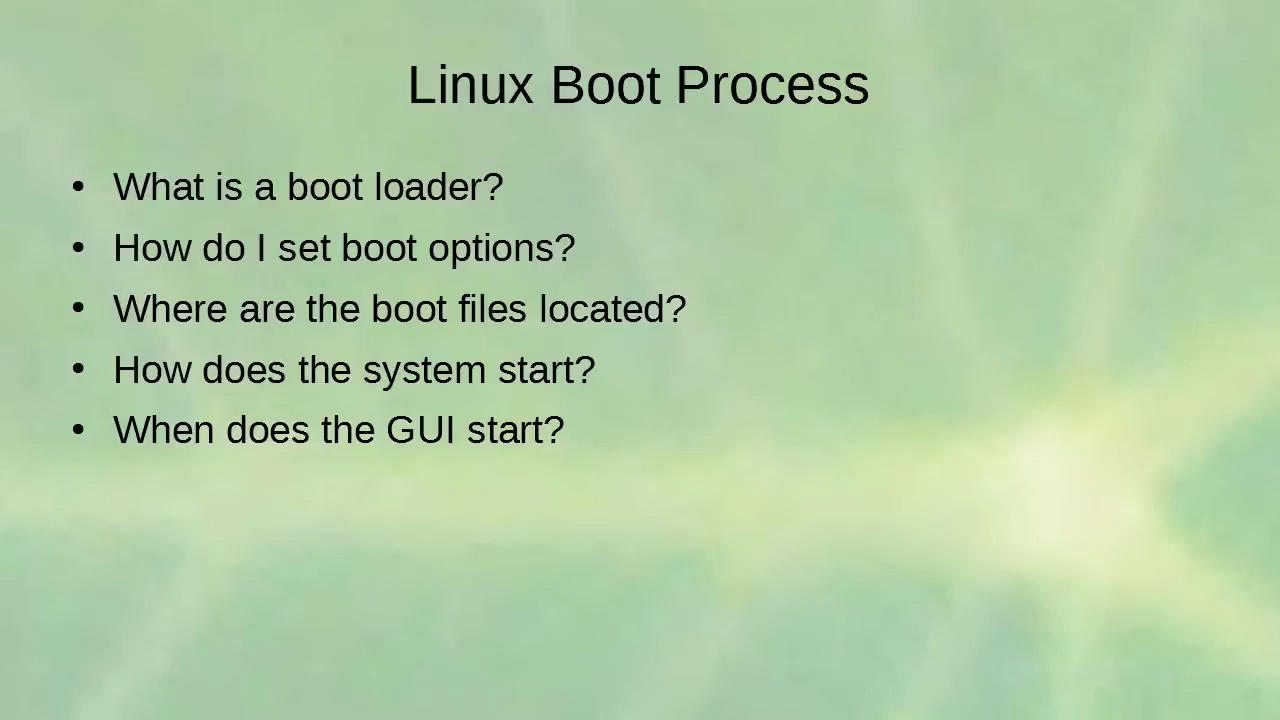 Linux Boot Process
• What is a boot loader?
• How do I set boot options?
• Where are the boot files located?
• How does the system start?
• When does the GUI start?